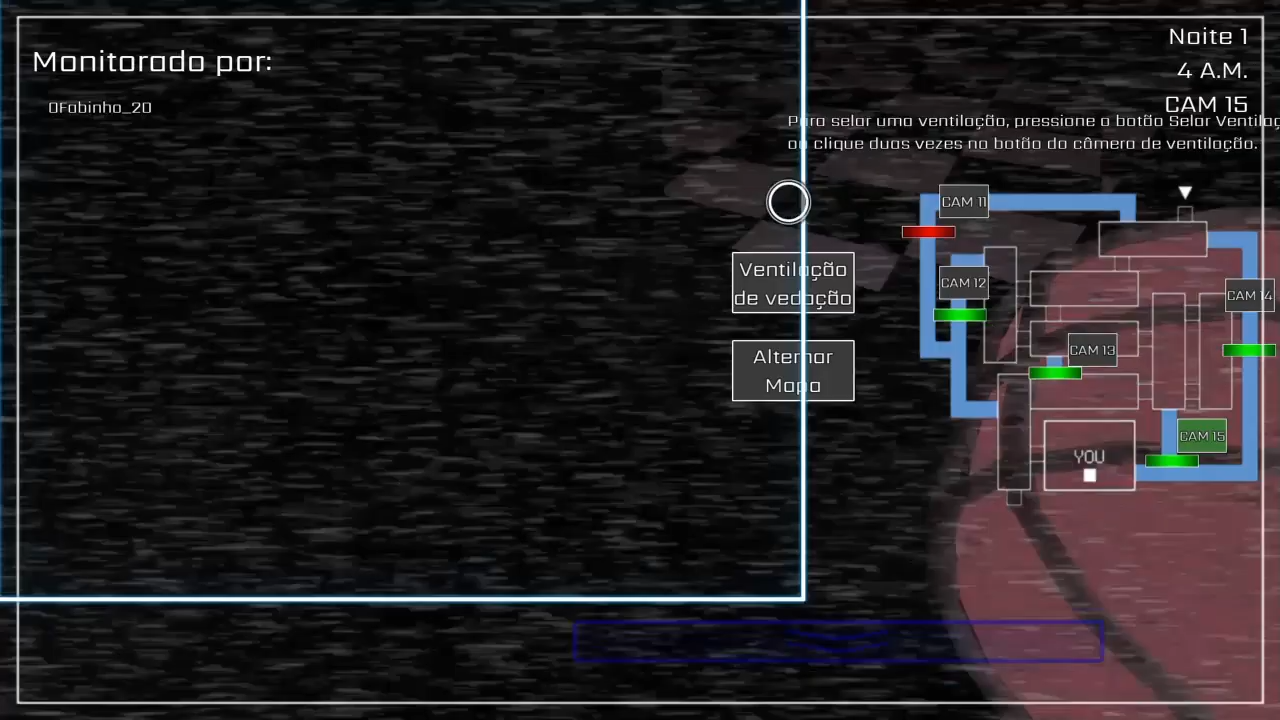 Monitorado por:
0Fabinho_20
Noite 1
4 A.M.
CAM 15
Para selar uma ventilação, pressione o botão Selar Ventilaç
ou clique duas vezes no botão do câmera de ventilação.
CAM 11
Ventilação
de vedação
CAM 12
CAM 14
Alternar
Mapa
CAM 13
CAM 15
YOU